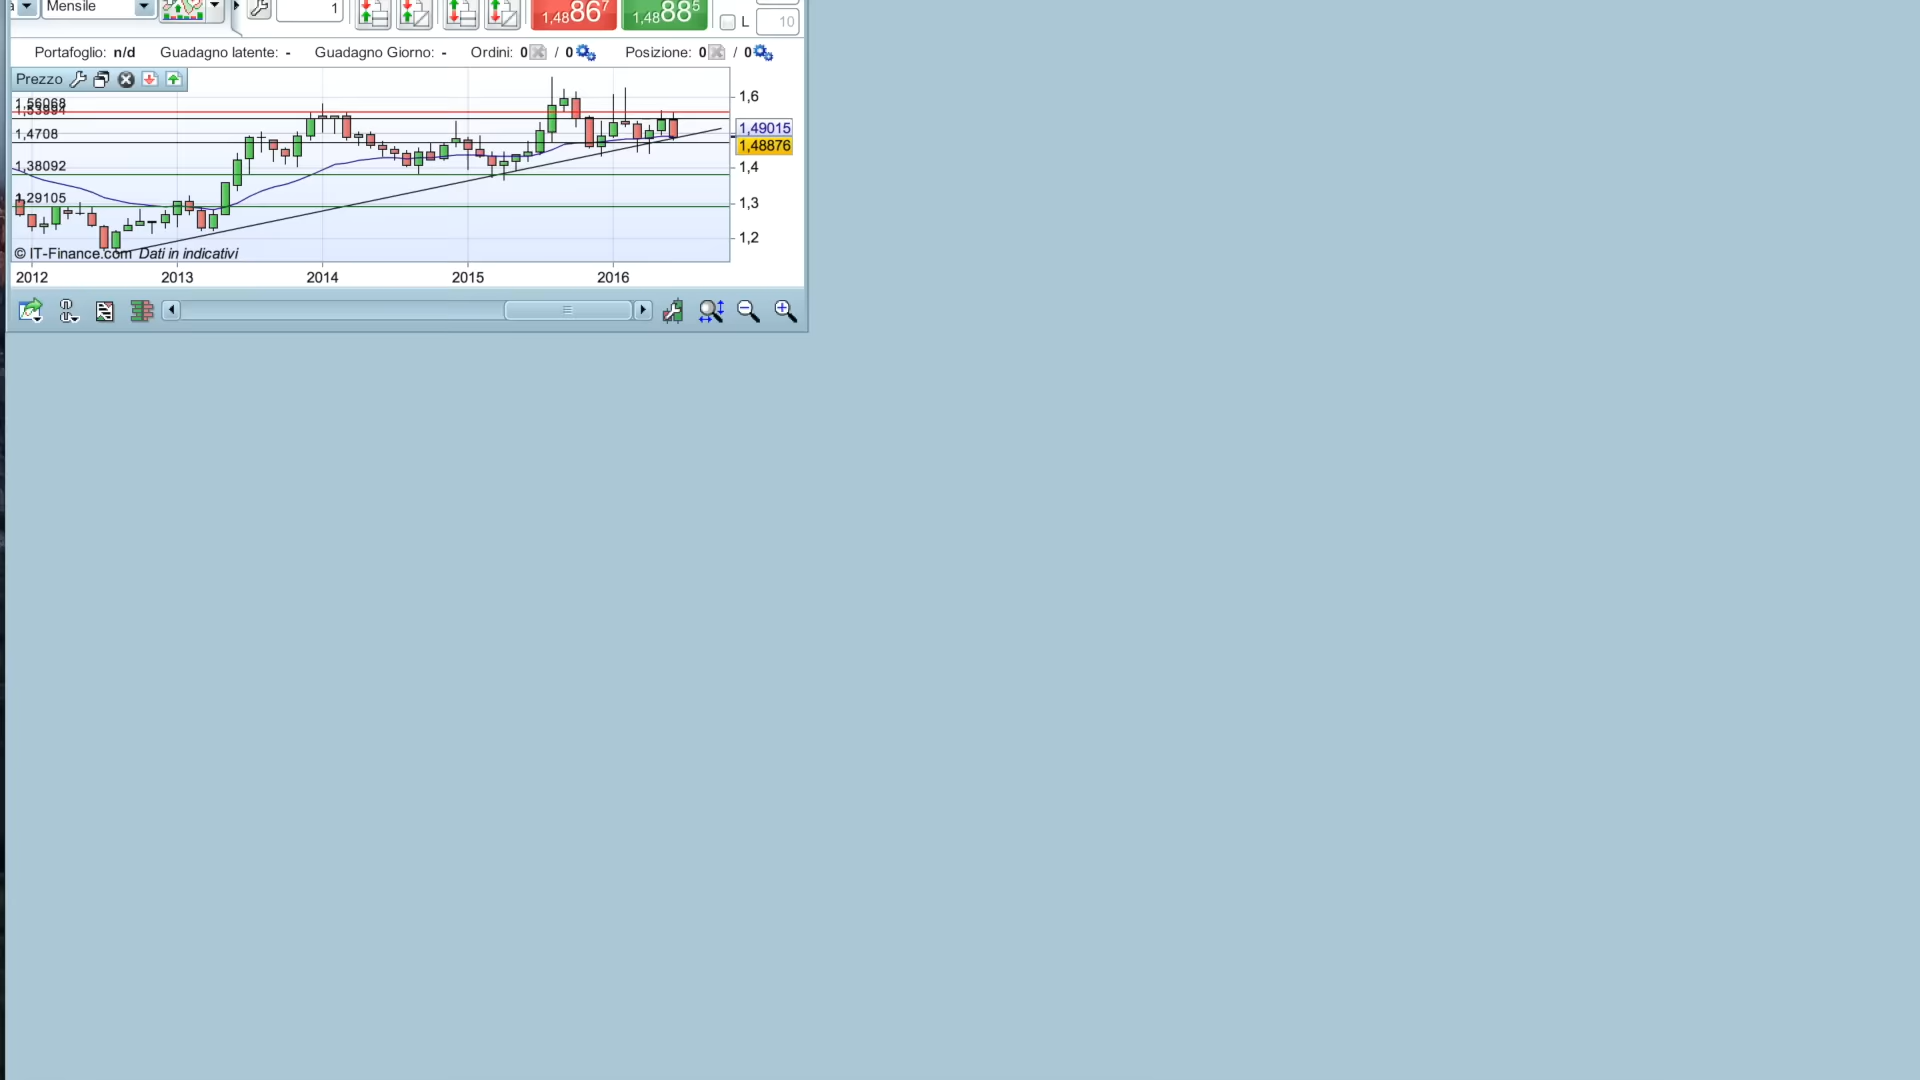 Mensile
1
1,48867
1,48885
L
10
Portafoglio: n/d Guadagno latente: - Guadagno Giorno: - Ordini: 0 / 0 Posizione: 0 / 0
Prezzo
1,56068
1,53994
1,4708
1,38092
1,29105
1,6
1,49015
1,48876
1,4
1,3
1,2
© IT-Finance.com Dati in indicativi
2012 2013 2014 2015 2016